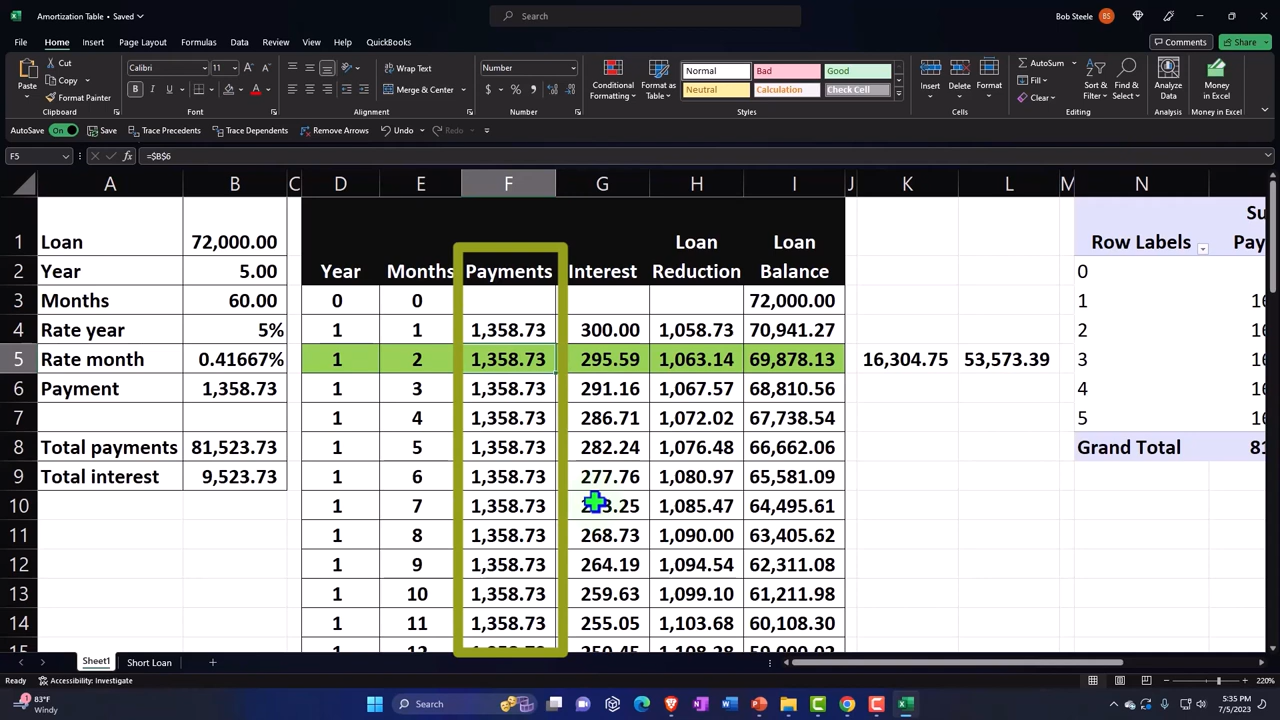 Amortization Table • Saved
Search
Bob Steele BS
File Home Insert Page Layout Formulas Data Review View Help QuickBooks
Comments Share
Paste Cut Copy Format Painter
Clipboard
Calibri 11
B I U
Font
Wrap Text
Merge & Center
Alignment
Number
$ % 9
Number
Conditional Formatting Format as Table
Normal Bad Good
Neutral Calculation Check Cell
Styles
Insert Delete Format
Cells
AutoSum Fill Clear
Sort & Filter Find & Select
Editing
Analyze Data
Analysis
Money in Excel
Money in Excel
AutoSave On Save Trace Precedents Trace Dependents Remove Arrows Undo Redo
F5 fx =$B$6
A B C D E F G H I J K L M N
Su
1 Loan 72,000.00 Loan Loan Row Labels Pay
2 Year 5.00 Year Months Payments Interest Reduction Balance 0
3 Months 60.00 0 0 72,000.00 1 16
4 Rate year 5% 1 1 1,358.73 300.00 1,058.73 70,941.27 2 16
5 Rate month 0.41667% 1 2 1,358.73 295.59 1,063.14 69,878.13 16,304.75 53,573.39 3 16
6 Payment 1,358.73 1 3 1,358.73 291.16 1,067.57 68,810.56 4 16
7 1 4 1,358.73 286.71 1,072.02 67,738.54 5 16
8 Total payments 81,523.73 1 5 1,358.73 282.24 1,076.48 66,662.06 Grand Total 81
9 Total interest 9,523.73 1 6 1,358.73 277.76 1,080.97 65,581.09
10 1 7 1,358.73 1,085.47 64,495.61
11 1 8 1,358.73 268.73 1,090.00 63,405.62
12 1 9 1,358.73 264.19 1,094.54 62,311.08
13 1 10 1,358.73 259.63 1,099.10 61,211.98
14 1 11 1,358.73 255.05 1,103.68 60,108.30
Sheet1 Short Loan
Ready Accessibility: Investigate 220%
83°F
Windy
Search
5:35 PM
7/5/2023